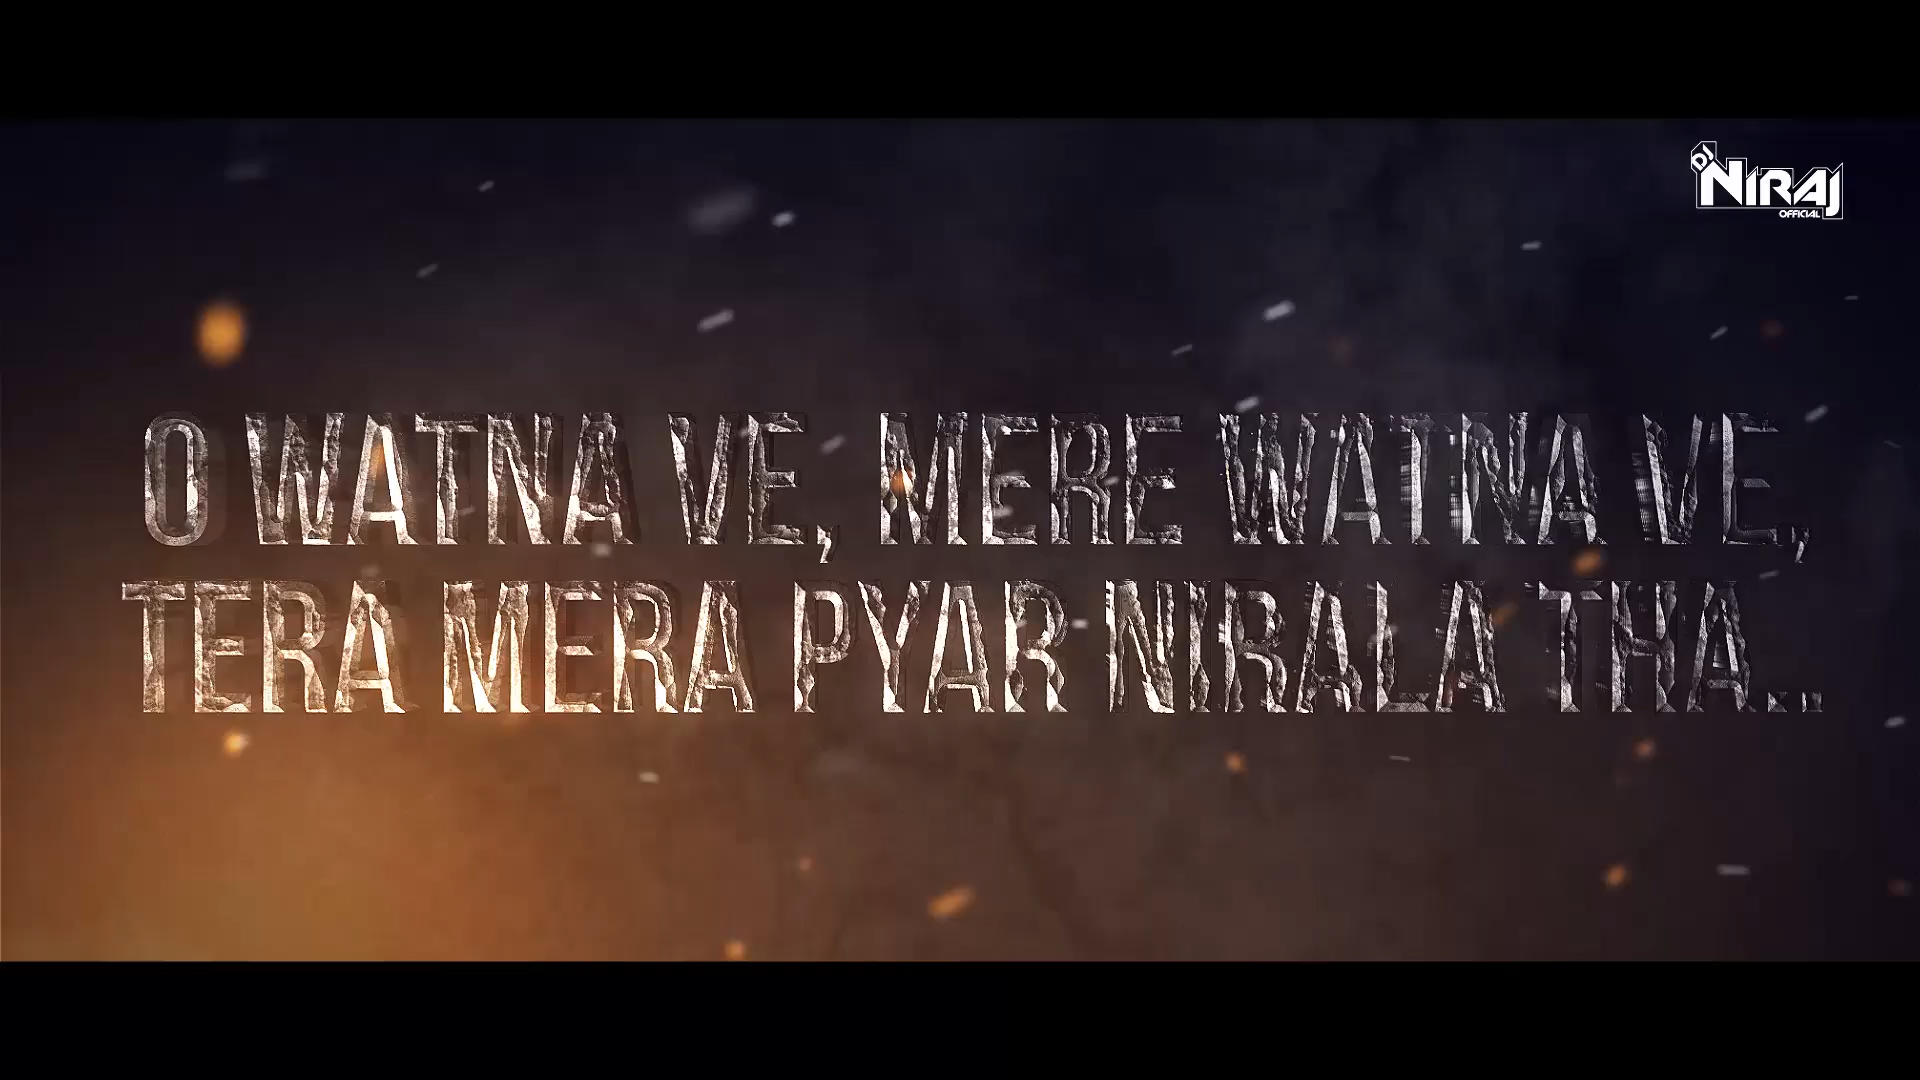 DJ NIRAJ
OFFICIAL
O WATNA VE, MERE WATNA VE,
TERA MERA PYAR NIRALA THA..